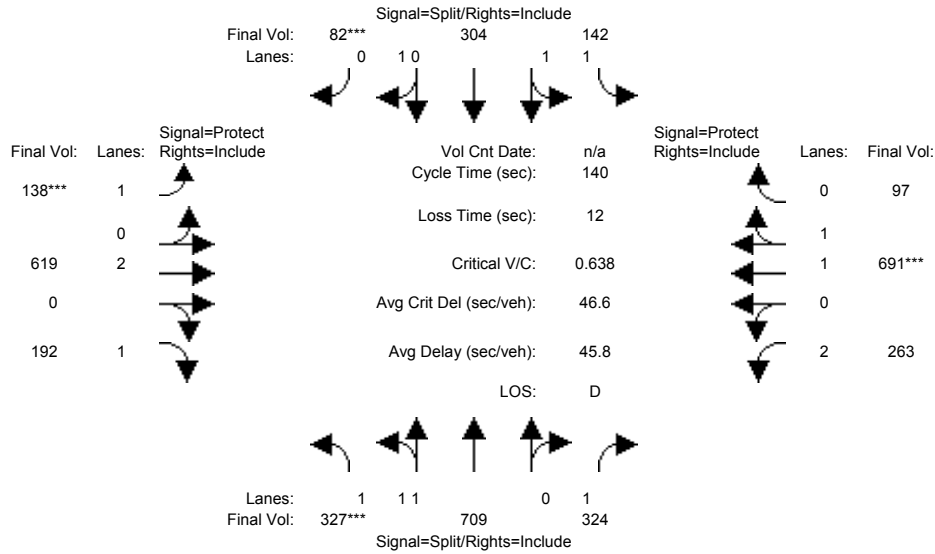 Signal=Split/Rights=Include
Final Vol: 82*** 304 142
Lanes: 0 1 0 1 1
Signal=Protect
Final Vol: Lanes: Rights=Include
Vol Cnt Date: n/a
Signal=Protect
Rights=Include Lanes: Final Vol:
Cycle Time (sec): 140
138*** 1
0 97
Loss Time (sec): 12
0
1
619 2
Critical V/C: 0.638
1 691***
0
Avg Crit Del (sec/veh): 46.6
0
192 1
Avg Delay (sec/veh): 45.8
2 263
LOS: D
Lanes: 1 1 1 0 1
Final Vol: 327*** 709 324
Signal=Split/Rights=Include